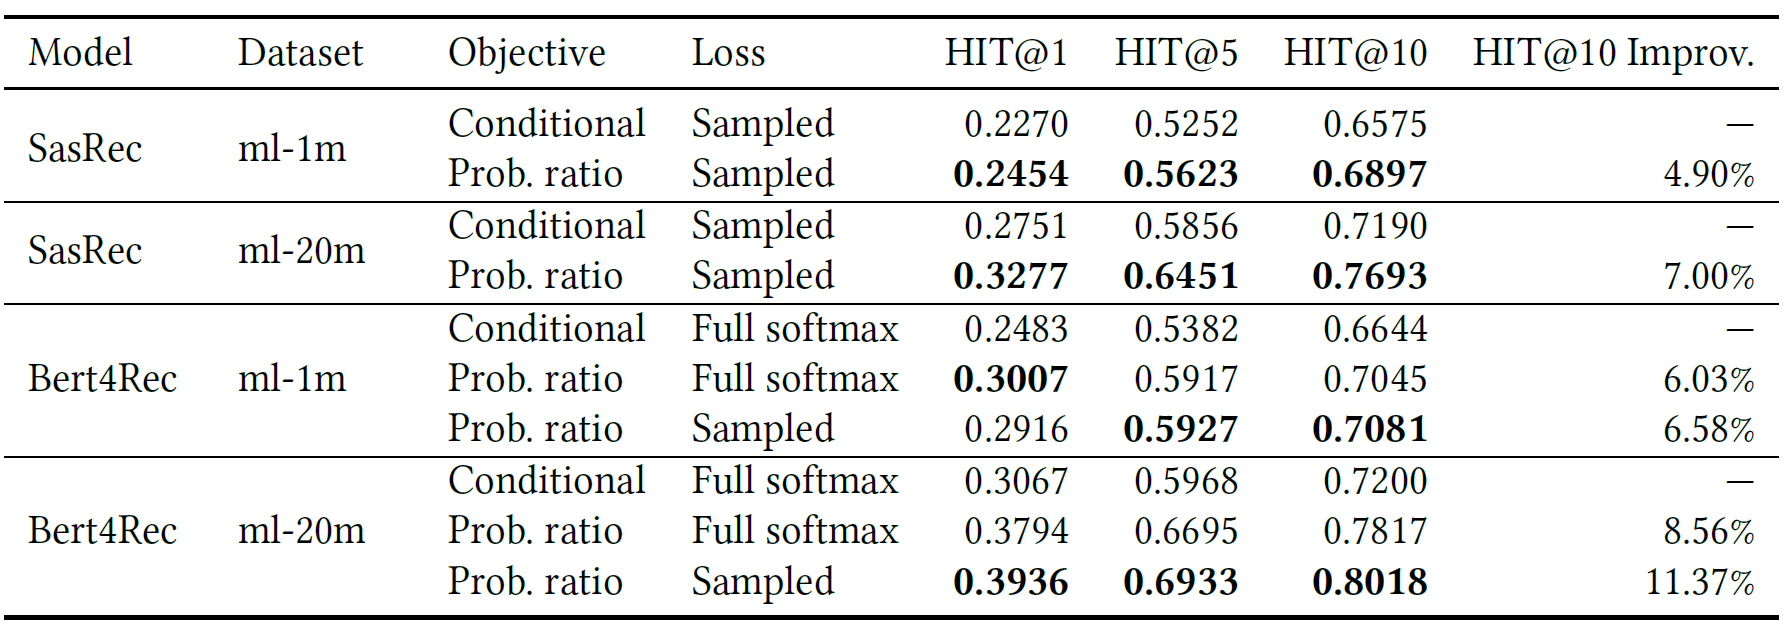 Model Dataset Objective Loss HIT@1 HIT@5 HIT@10 HIT@10 Improv.
SasRec ml-1m Conditional Sampled 0.2270 0.5252 0.6575 —
Prob. ratio Sampled 0.2454 0.5623 0.6897 4.90%
SasRec ml-20m Conditional Sampled 0.2751 0.5856 0.7190 —
Prob. ratio Sampled 0.3277 0.6451 0.7693 7.00%
Conditional Full softmax 0.2483 0.5382 0.6644 —
Bert4Rec ml-1m Prob. ratio Full softmax 0.3007 0.5917 0.7045 6.03%
Prob. ratio Sampled 0.2916 0.5927 0.7081 6.58%
Conditional Full softmax 0.3067 0.5968 0.7200 —
Bert4Rec ml-20m Prob. ratio Full softmax 0.3794 0.6695 0.7817 8.56%
Prob. ratio Sampled 0.3936 0.6933 0.8018 11.37%